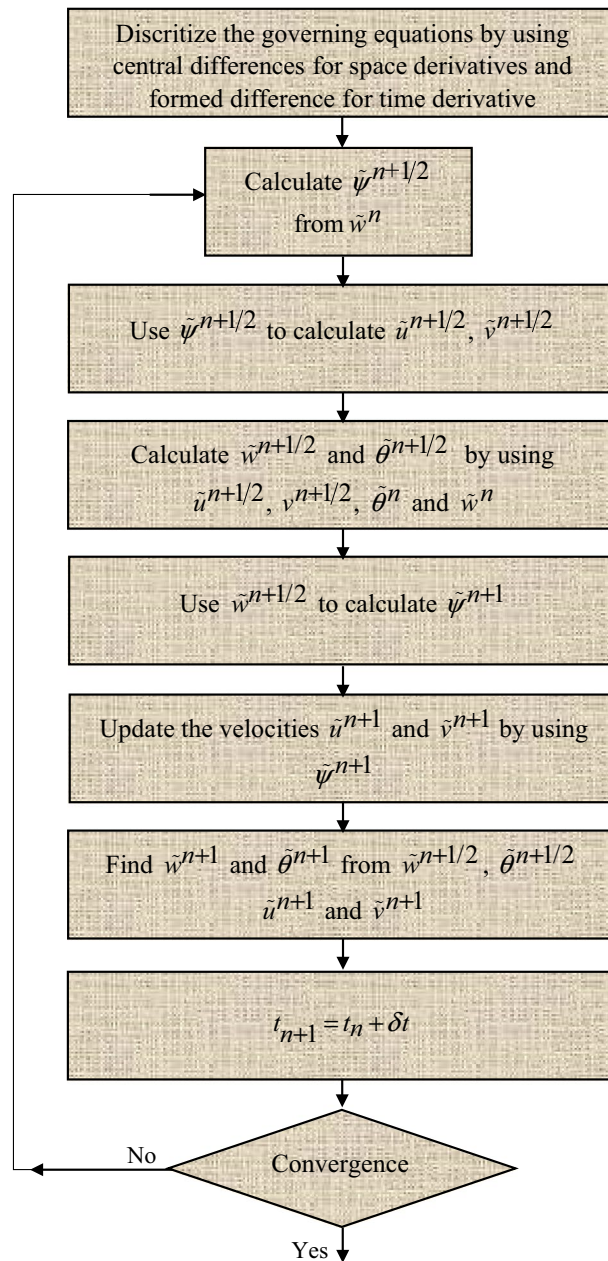 Discritize the governing equations by using
central differences for space derivatives and
formed difference for time derivative
Calculate ψ̃^{n+1/2}
from w̃^n
Use ψ̃^{n+1/2} to calculate ũ^{n+1/2}, ṽ^{n+1/2}
Calculate w̃^{n+1/2} and θ̃^{n+1/2} by using
ũ^{n+1/2}, v^{n+1/2}, θ̃^n and w̃^n
Use w̃^{n+1/2} to calculate ψ̃^{n+1}
Update the velocities ũ^{n+1} and ṽ^{n+1} by using
ψ̃^{n+1}
Find w̃^{n+1} and θ̃^{n+1} from w̃^{n+1/2}, θ̃^{n+1/2}
ũ^{n+1} and ṽ^{n+1}
t_{n+1} = t_n + δt
No
Convergence
Yes